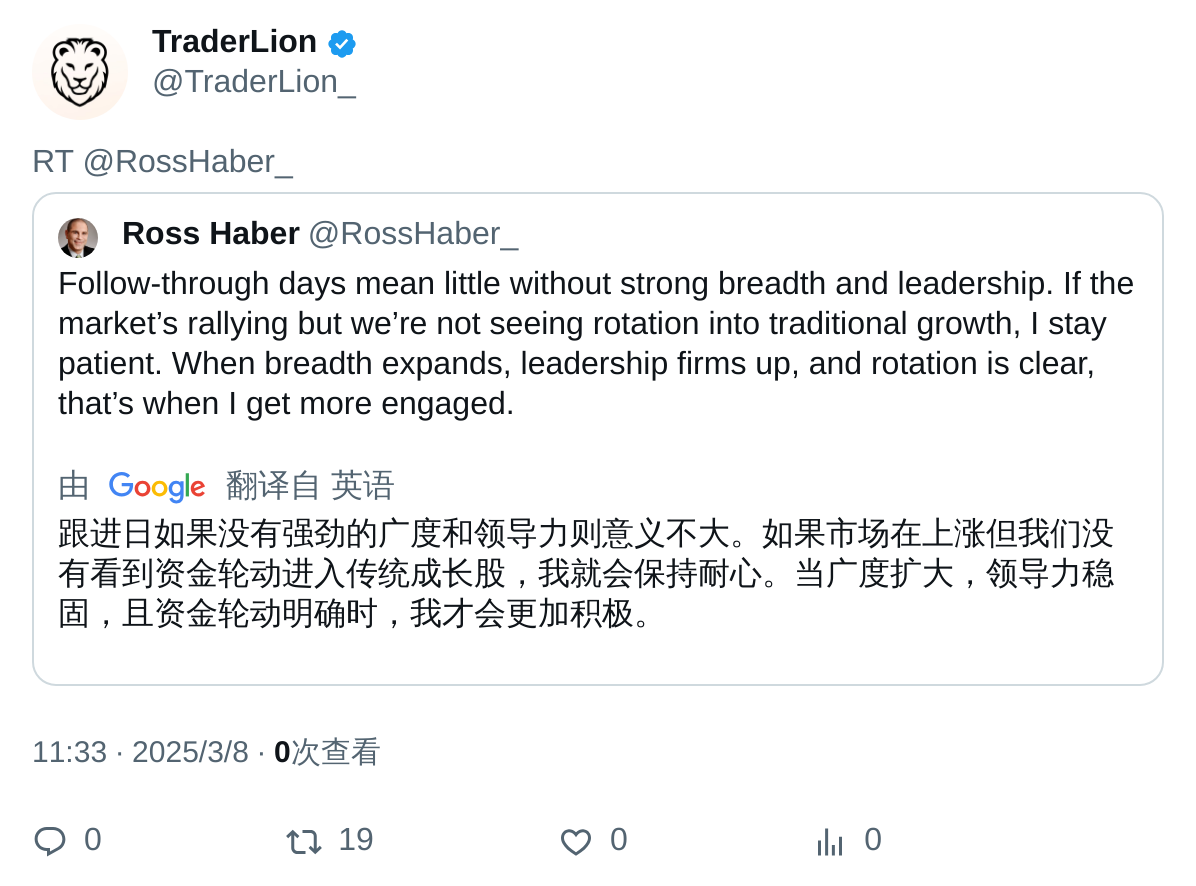 TraderLion
@TraderLion_
RT @RossHaber_
Ross Haber @RossHaber_
Follow-through days mean little without strong breadth and leadership. If the
market’s rallying but we’re not seeing rotation into traditional growth, I stay
patient. When breadth expands, leadership firms up, and rotation is clear,
that’s when I get more engaged.
由 Google 翻译自 英语
跟进日如果没有强劲的广度和领导力则意义不大。如果市场在上涨但我们没
有看到资金轮动进入传统成长股，我就会保持耐心。当广度扩大，领导力稳
固，且资金轮动明确时，我才会更加积极。
11:33 · 2025/3/8 · 0次查看
0 19 0 0